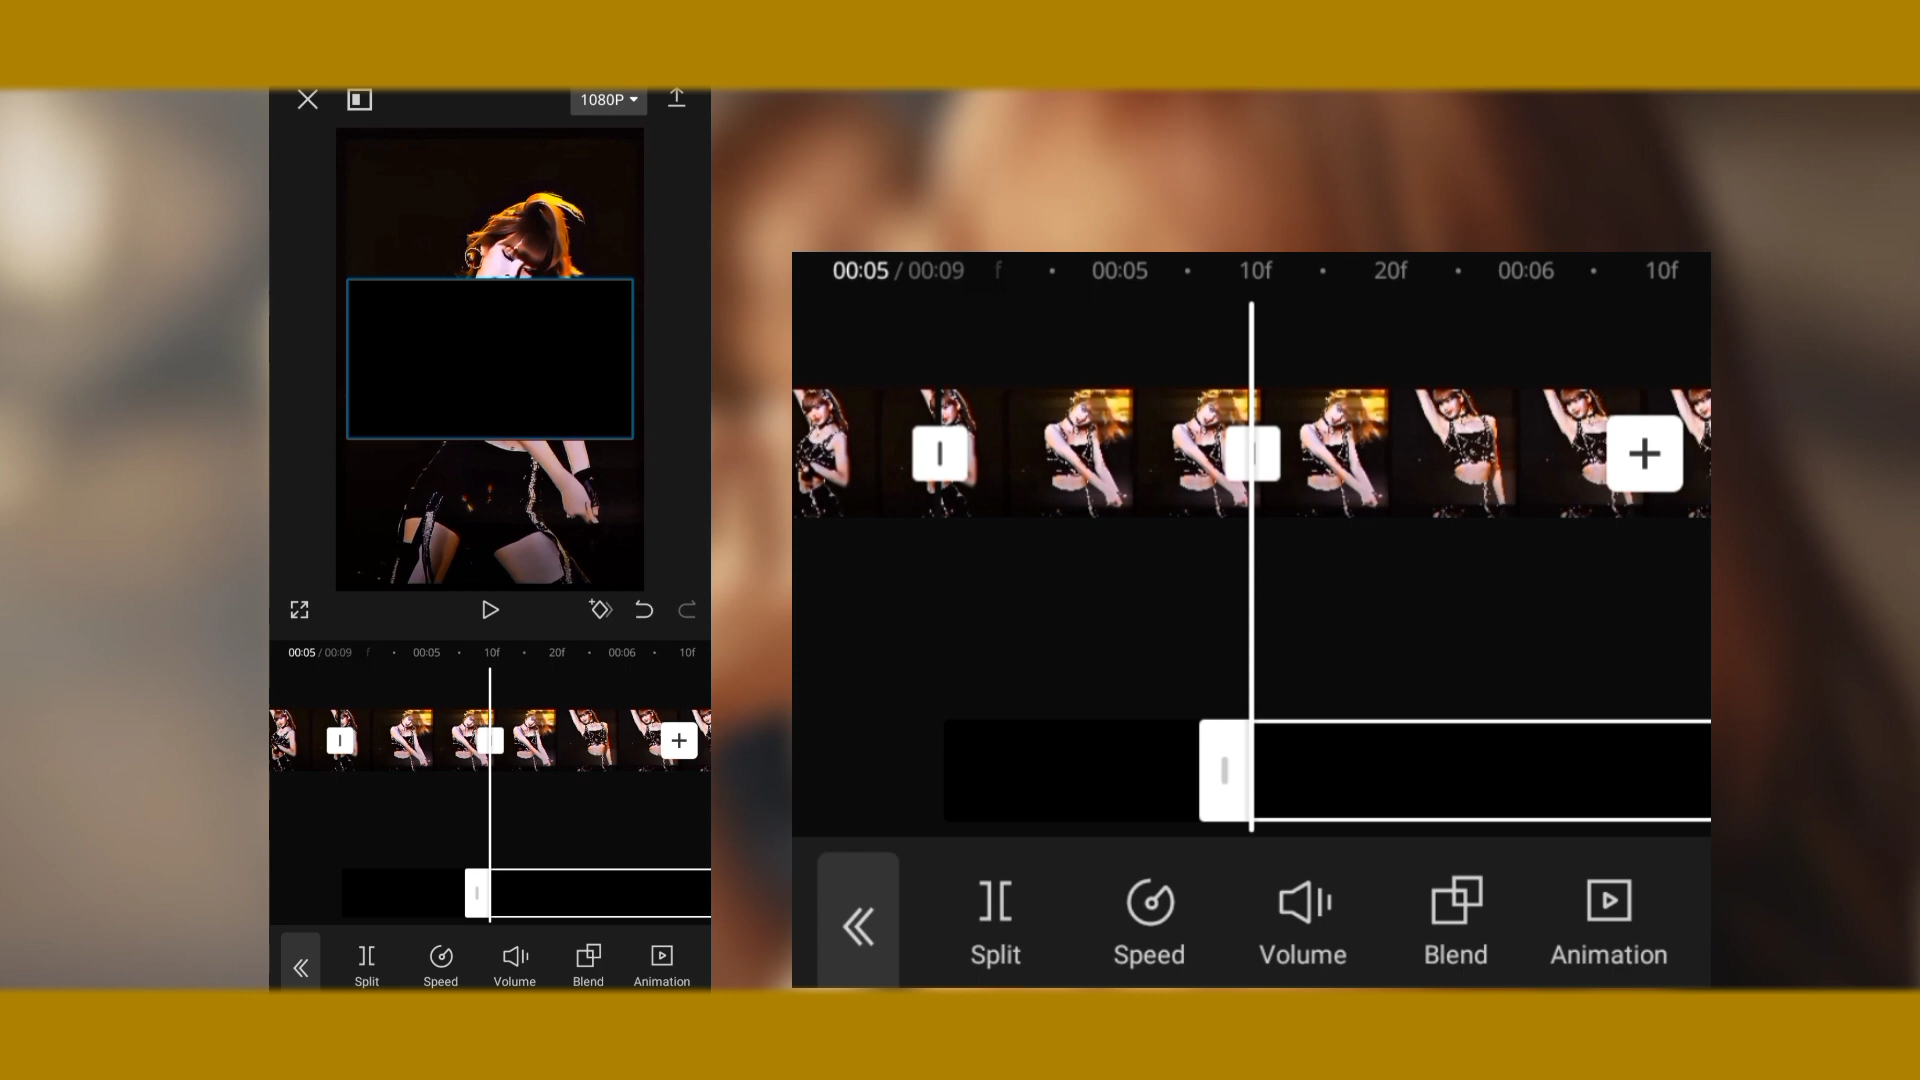 1080P
00:05 / 00:09 f 00:05 10f 20f 00:06 10f
Split Speed Volume Blend Animation
00:05 / 00:09 f 00:05 10f 20f 00:06 10f
Split Speed Volume Blend Animation